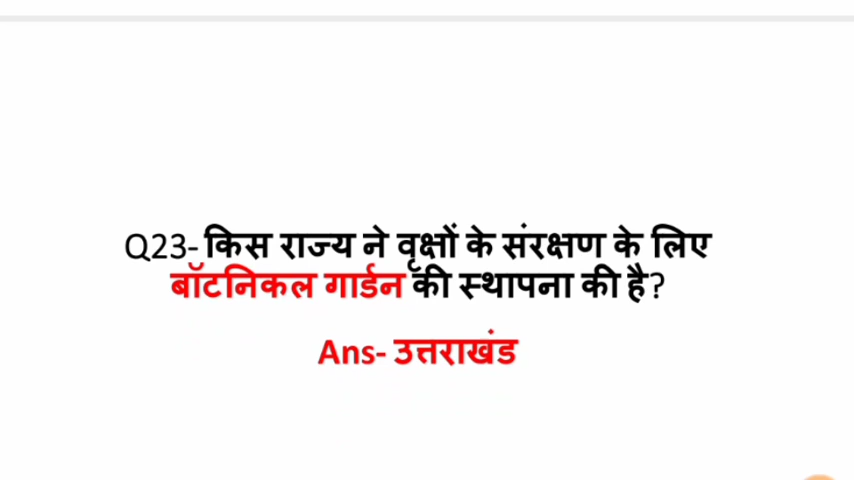 Q23- किस राज्य ने वृक्षों के संरक्षण के लिए
बॉटनिकल गार्डन की स्थापना की है?
Ans- उत्तराखंड